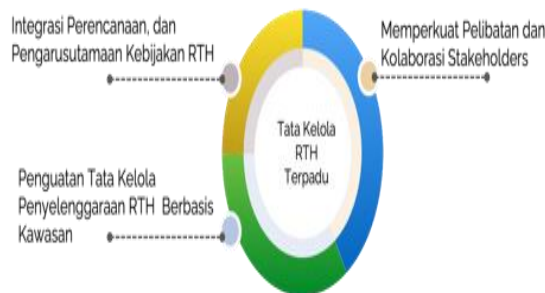 Integrasi Perencanaan, dan
Pengarusutamaan Kebijakan RTH
Memperkuat Pelibatan dan
Kolaborasi Stakeholders
Tata Kelola
RTH
Terpadu
Penguatan Tata Kelola
Penyelenggaraan RTH Berbasis
Kawasan